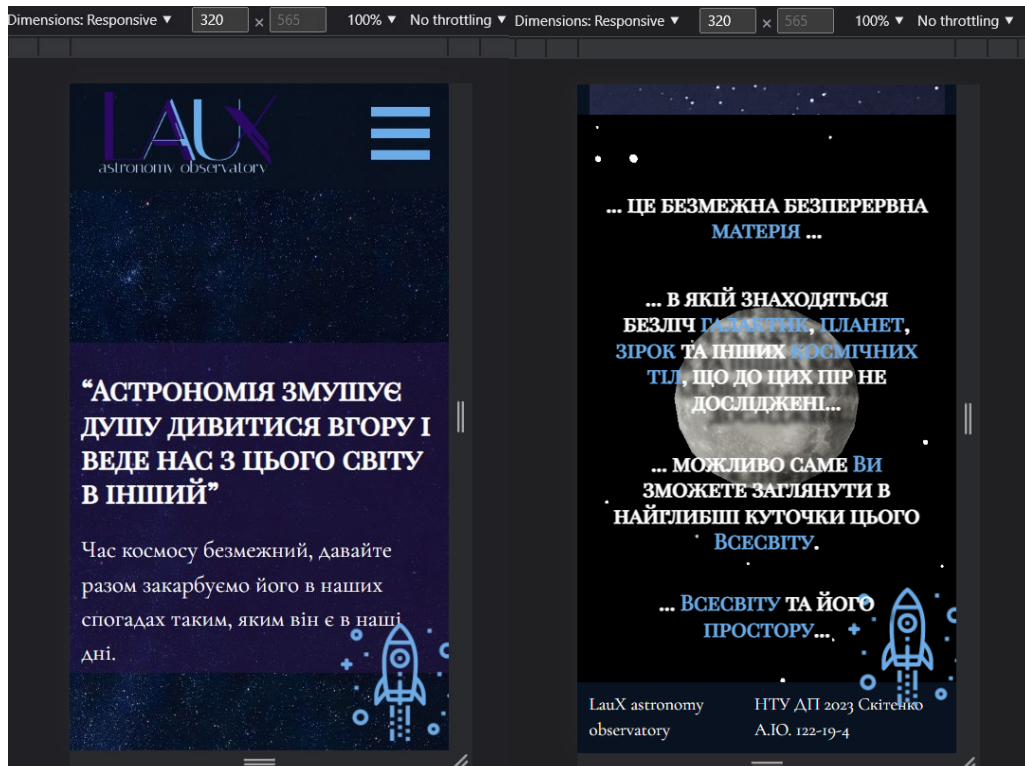 Dimensions: Responsive ▼ 320 × 565 100% ▼ No throttling ▼
LAUX
astronomy observatory
“АСТРОНОМІЯ ЗМУШУЄ
ДУШУ ДИВИТИСЯ ВГОРУ І
ВЕДЕ НАС З ЦЬОГО СВІТУ
В ІНШИЙ”
Час космосу безмежний, давайте
разом закарбуємо його в наших
спогадах таким, яким він є в наші
дні.
Dimensions: Responsive ▼ 320 × 565 100% ▼ No throttling ▼
... ЦЕ БЕЗМЕЖНА БЕЗПЕРЕРВНА
МАТЕРІЯ ...
... В ЯКІЙ ЗНАХОДЯТЬСЯ
БЕЗЛІЧ ГАЛАКТИК, ПЛАНЕТ,
ЗІРОК ТА ІНШИХ КОСМІЧНИХ
ТІЛ, ЩО ДО ЦИХ ПІР НЕ
ДОСЛІДЖЕНІ...
... МОЖЛИВО САМЕ ВИ
ЗМОЖЕТЕ ЗАГЛЯНУТИ В
НАЙГЛИБШІ КУТОЧКИ ЦЬОГО
ВСЕСВІТУ.
... ВСЕСВІТУ ТА ЙОГО
ПРОСТОРУ...
LauX astronomy
observatory
НТУ ДП 2023 Скітенко
А.Ю. 122-19-4